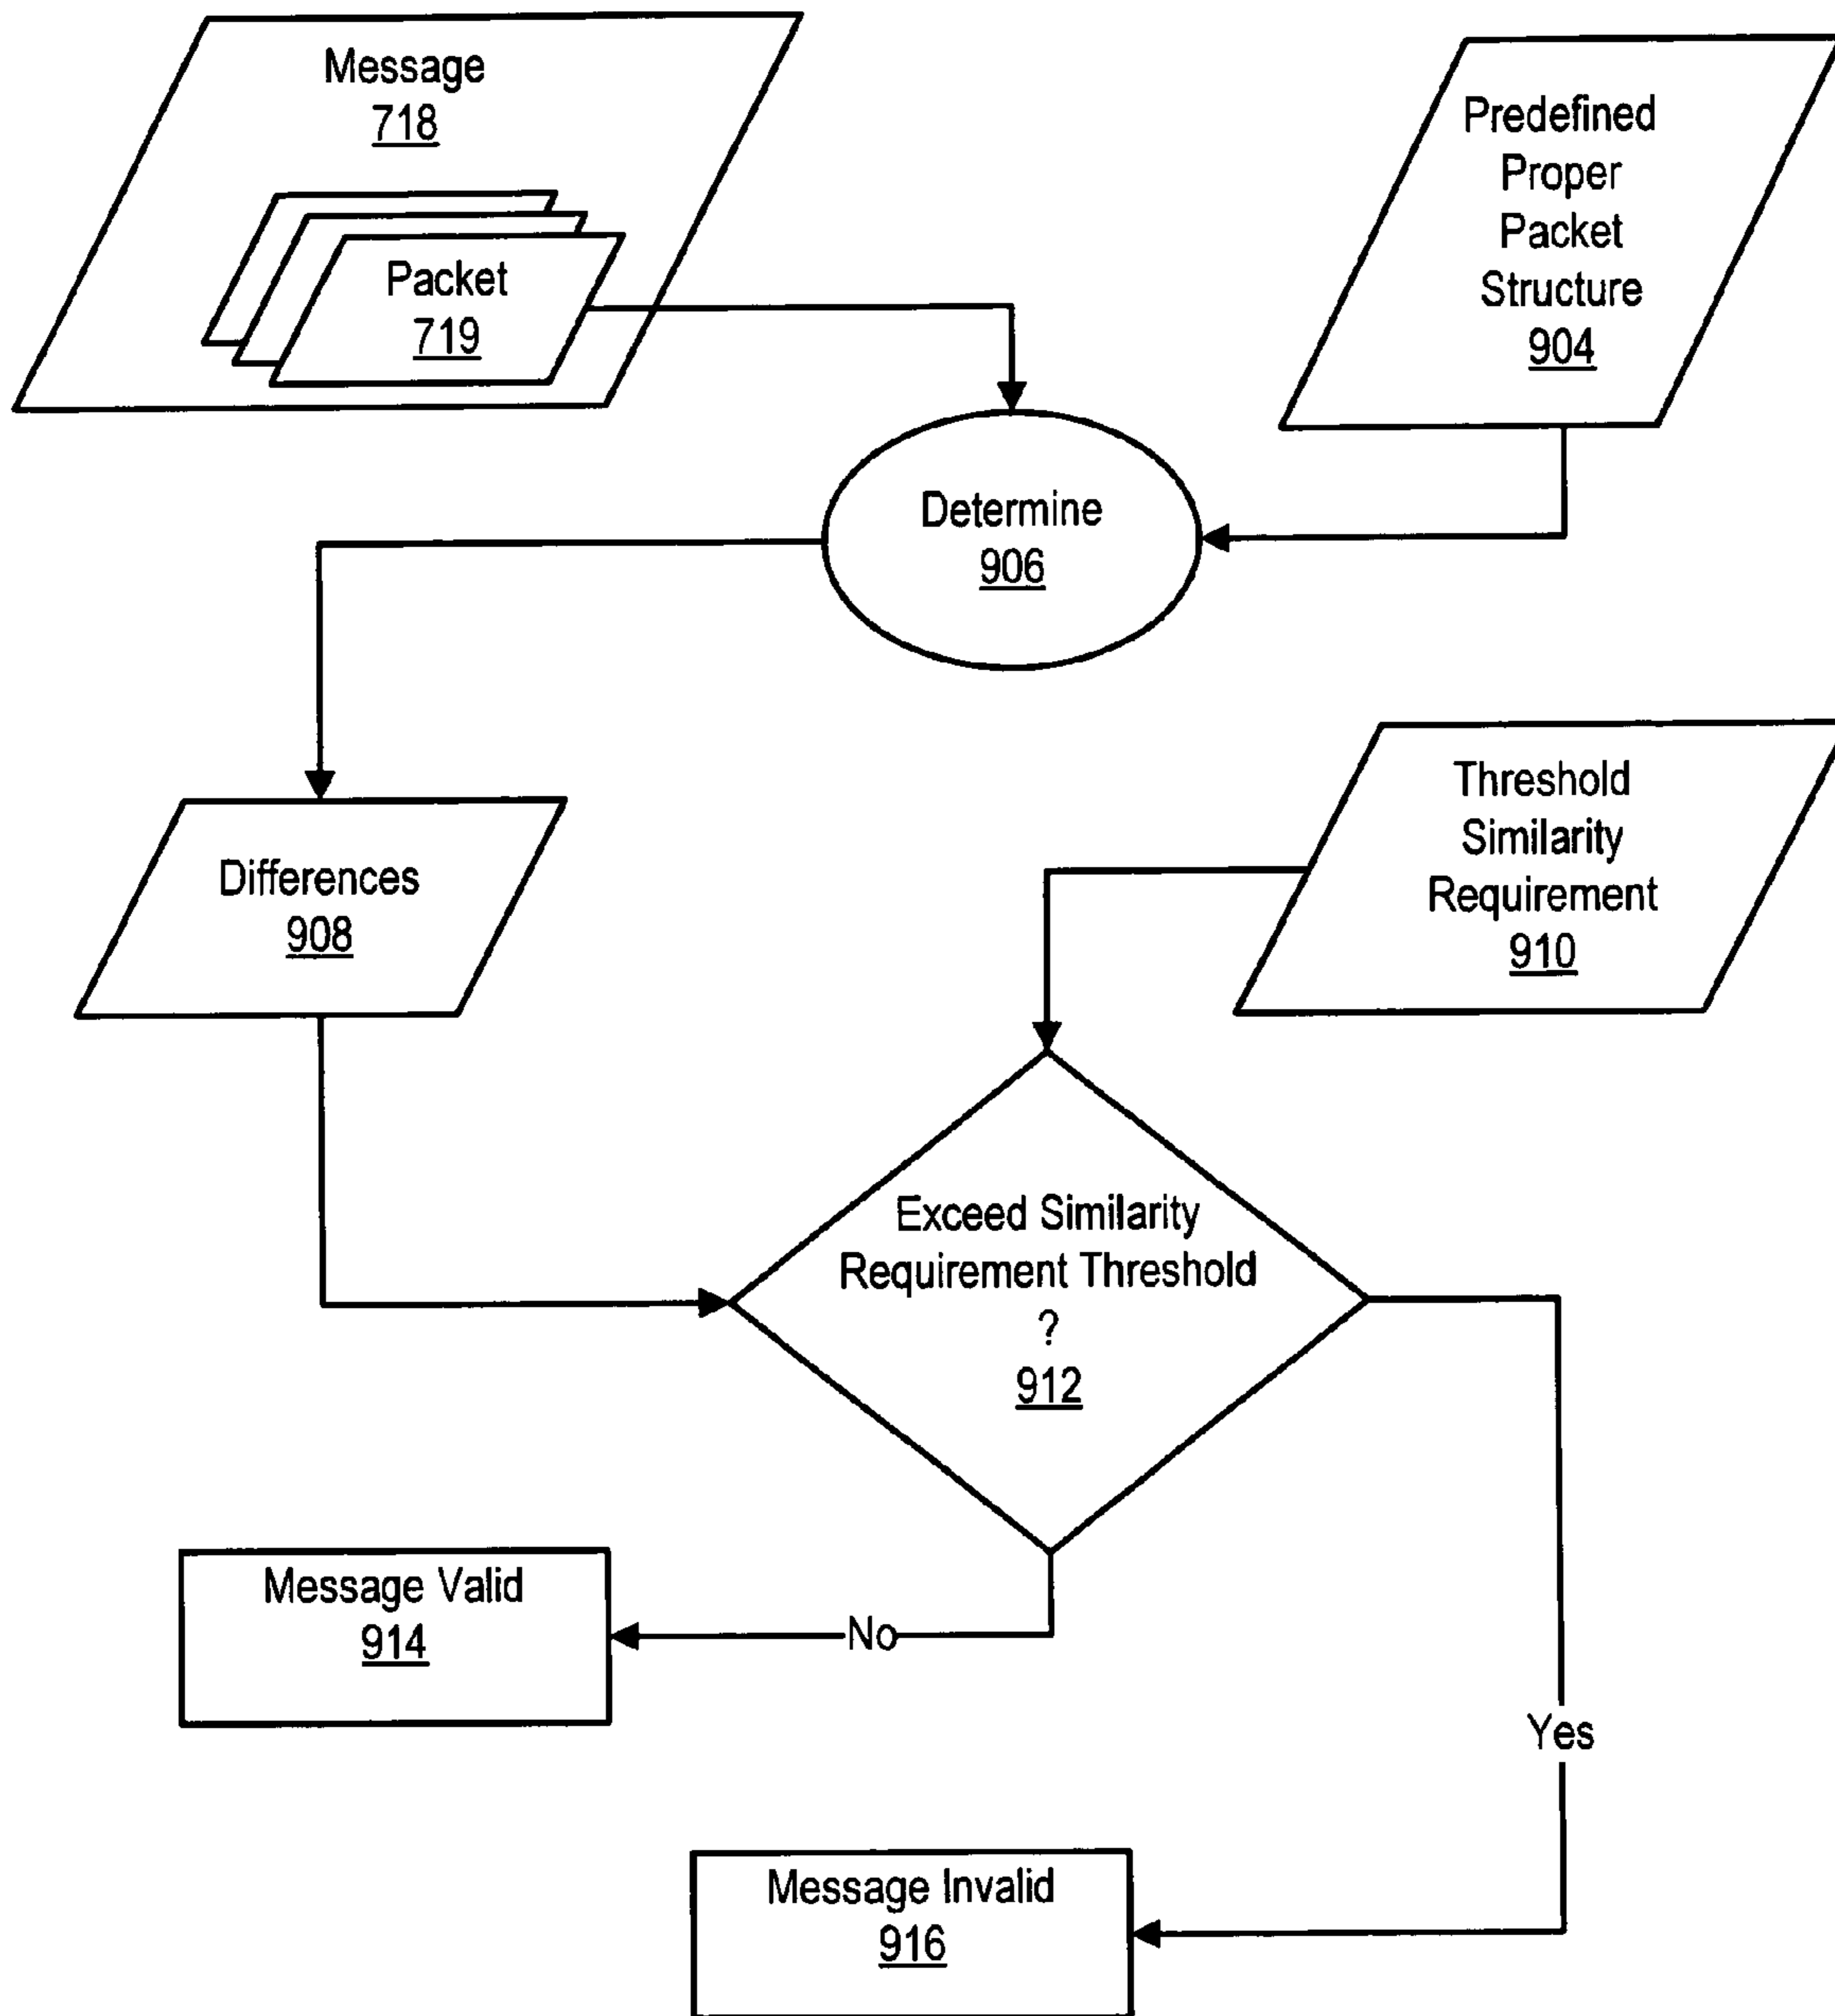 Message
718
Packet
719
Predefined
Proper
Packet
Structure
904
Determine
906
Differences
908
Threshold
Similarity
Requirement
910
Exceed Similarity
Requirement Threshold
?
912
Message Valid
914
No
Yes
Message Invalid
916